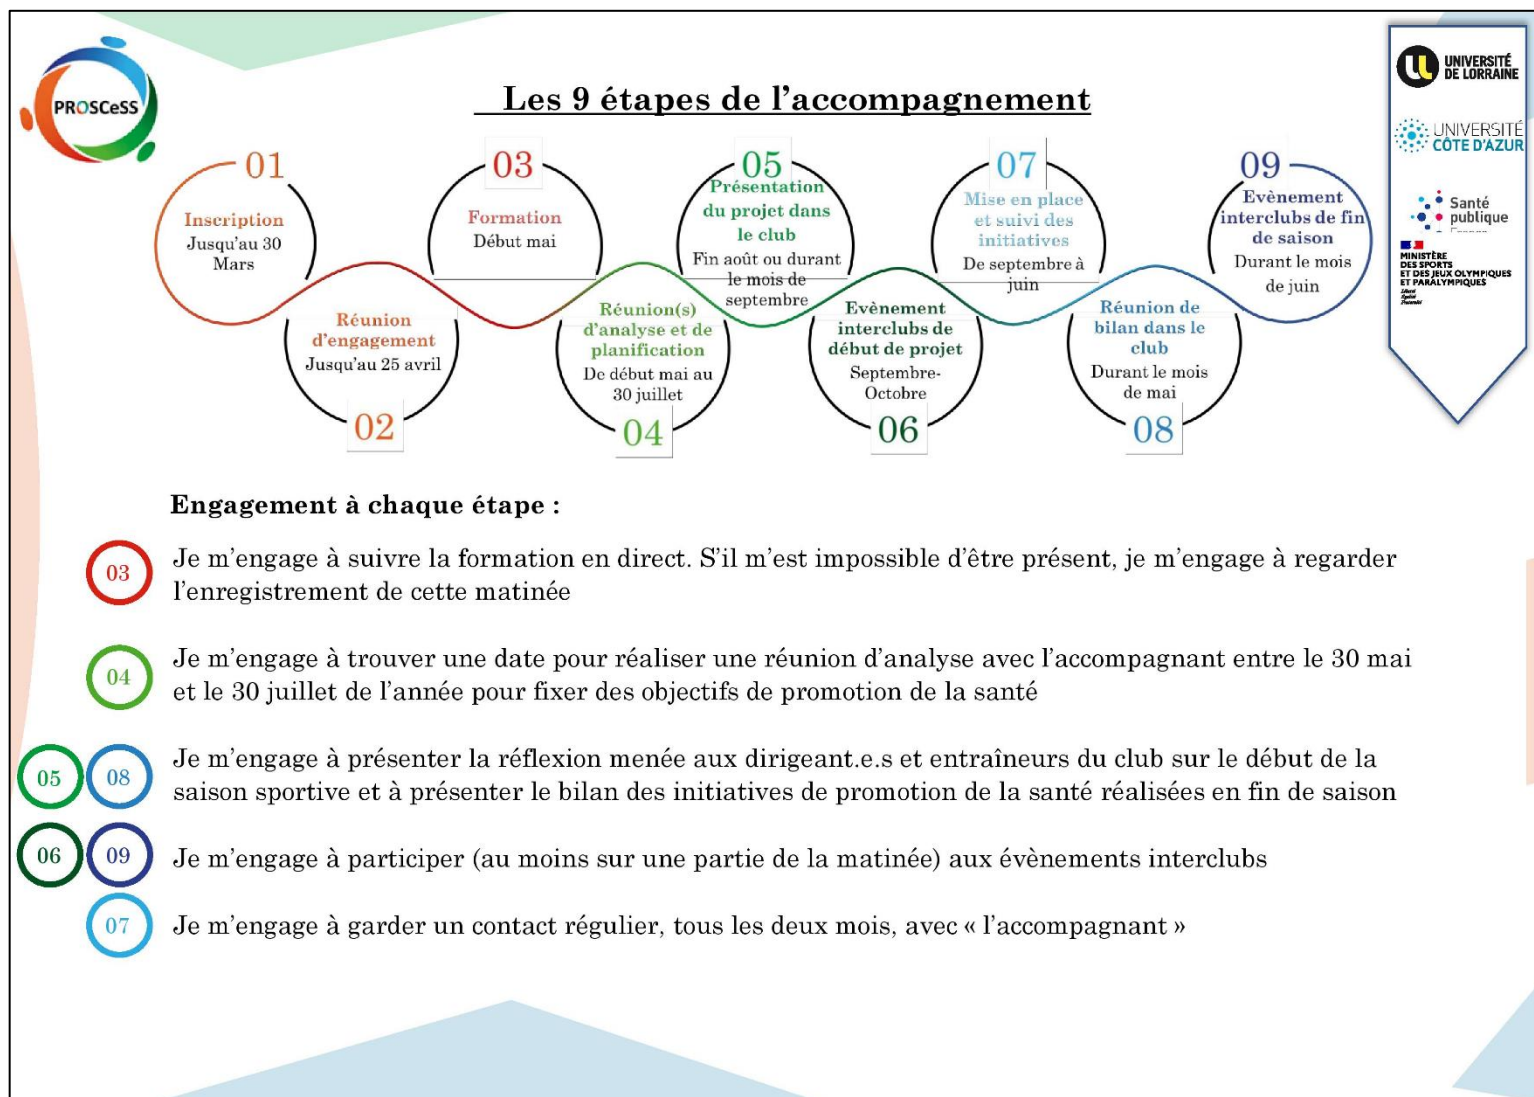 PROSCeSS
Les 9 étapes de l’accompagnement
UNIVERSITÉ
DE LORRAINE
UNIVERSITÉ
CÔTE D'AZUR
Santé
publique
MINISTÈRE
DES SPORTS
ET DES JEUX OLYMPIQUES
ET PARALYMPIQUES
01
Inscription
Jusqu'au 30
Mars
Réunion
d’engagement
Jusqu'au 25 avril
02
03
Formation
Début mai
Réunion(s)
d’analyse et de
planification
De début mai au
30 juillet
04
05
Présentation
du projet dans
le club
Fin août ou durant
le mois de
septembre
Evènement
interclubs de
début de projet
Septembre-
Octobre
06
07
Mise en place
et suivi des
initiatives
De septembre à
juin
Réunion de
bilan dans le
club
Durant le mois
de mai
08
09
Evènement
interclubs de fin
de saison
Durant le mois
de juin
Engagement à chaque étape :
03
Je m’engage à suivre la formation en direct. S’il m’est impossible d’être présent, je m’engage à regarder
l’enregistrement de cette matinée
04
Je m’engage à trouver une date pour réaliser une réunion d’analyse avec l’accompagnant entre le 30 mai
et le 30 juillet de l’année pour fixer des objectifs de promotion de la santé
05 08
Je m’engage à présenter la réflexion menée aux dirigeant.e.s et entraîneurs du club sur le début de la
saison sportive et à présenter le bilan des initiatives de promotion de la santé réalisées en fin de saison
06 09
Je m’engage à participer (au moins sur une partie de la matinée) aux évènements interclubs
07
Je m’engage à garder un contact régulier, tous les deux mois, avec « l’accompagnant »